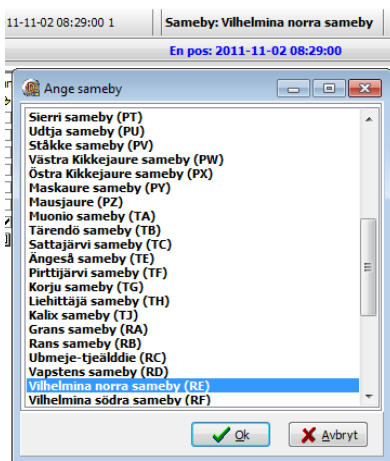 11-11-02 08:29:00 1
Sameby: Vilhelmina norra sameby
En pos: 2011-11-02 08:29:00
Ange sameby
Sierri sameby (PT)
Udtja sameby (PU)
Ståkke sameby (PV)
Västra Kikkejaure sameby (PW)
Östra Kikkejaure sameby (PX)
Maskaure sameby (PY)
Mausjaure (PZ)
Muonio sameby (TA)
Tärendö sameby (TB)
Sattajärvi sameby (TC)
Ängeså sameby (TE)
Pirttijärvi sameby (TF)
Korju sameby (TG)
Liehittäjä sameby (TH)
Kalix sameby (TJ)
Grans sameby (RA)
Rans sameby (RB)
Ubmeje-tjeälddie (RC)
Vapstens sameby (RD)
Vilhelmina norra sameby (RE)
Vilhelmina södra sameby (RF)
Ok
Avbryt